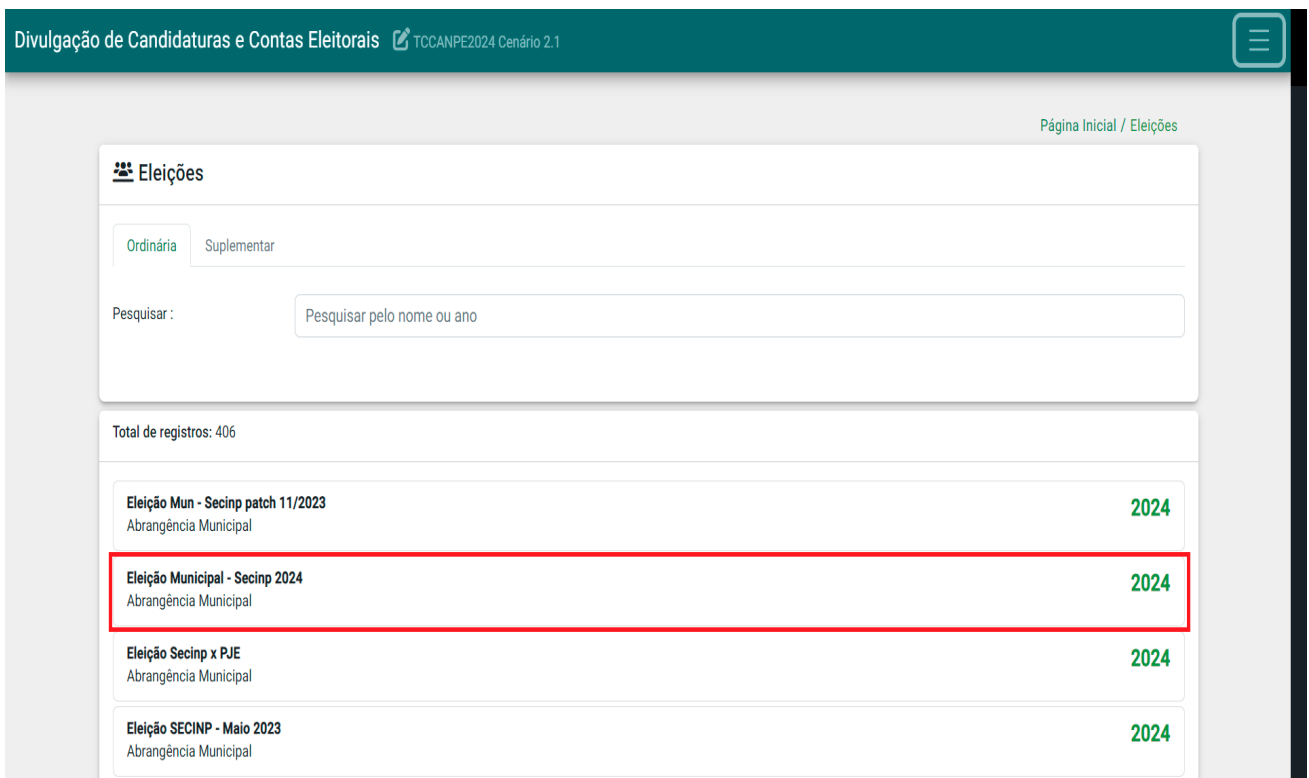 Divulgação de Candidaturas e Contas Eleitorais TCCANPE2024 Cenário 2.1
Página Inicial / Eleições
Eleições
Ordinária Suplementar
Pesquisar : Pesquisar pelo nome ou ano
Total de registros: 406
Eleição Mun - Secinp patch 11/2023 2024
Abrangência Municipal
Eleição Municipal - Secinp 2024 2024
Abrangência Municipal
Eleição Secinp x PJE 2024
Abrangência Municipal
Eleição SECINP - Maio 2023 2024
Abrangência Municipal